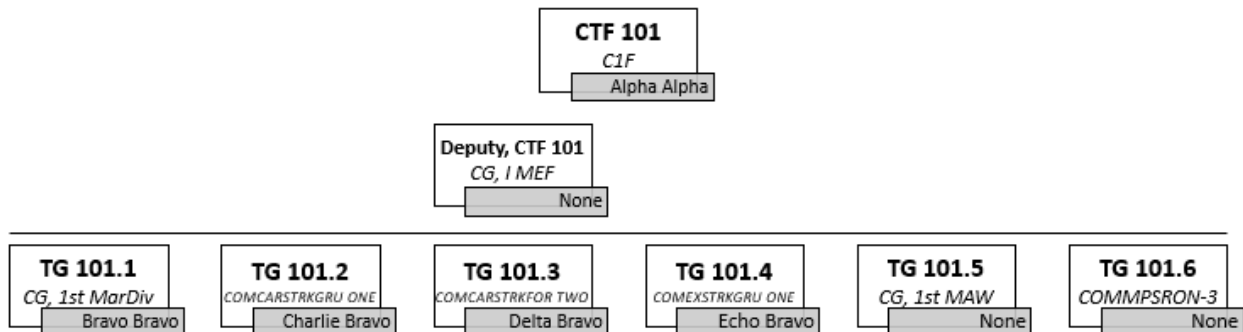 CTF 101
C1F
Alpha Alpha
Deputy, CTF 101
CG, I MEF
None
TG 101.1
CG, 1st MarDiv
Bravo Bravo
TG 101.2
COMCARSTRKGRU ONE
Charlie Bravo
TG 101.3
COMCARSTRKFOR TWO
Delta Bravo
TG 101.4
COMEXSTRKGRU ONE
Echo Bravo
TG 101.5
CG, 1st MAW
None
TG 101.6
COMMPSRON-3
None